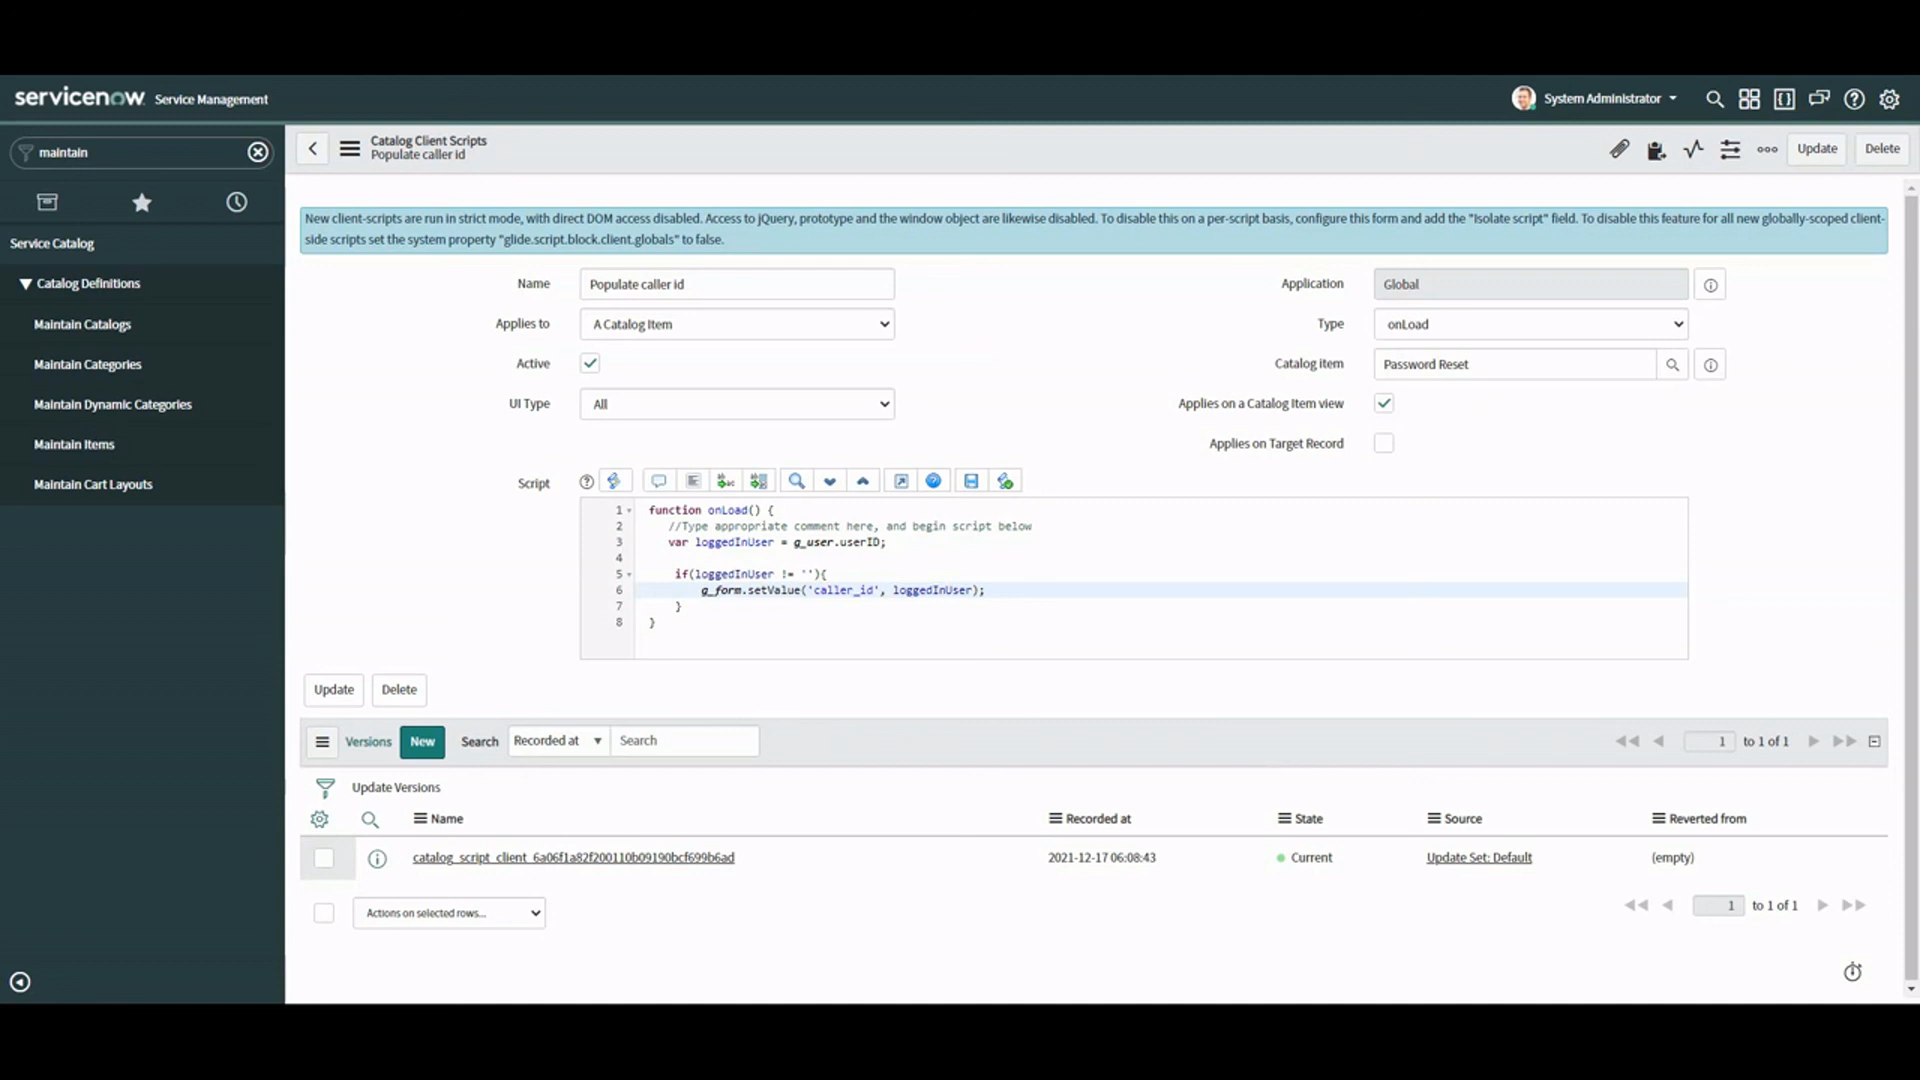 servicenow Service Management
System Administrator
maintain
Service Catalog
Catalog Definitions
Maintain Catalogs
Maintain Categories
Maintain Dynamic Categories
Maintain Items
Maintain Cart Layouts
Catalog Client Scripts
Populate caller id
Update Delete
New client-scripts are run in strict mode, with direct DOM access disabled. Access to jQuery, prototype and the window object are likewise disabled. To disable this on a per-script basis, configure this form and add the "Isolate script" field. To disable this feature for all new globally-scoped client-
side scripts set the system property "glide.script.block.client.globals" to false.
Name Populate caller id
Application Global
Applies to A Catalog Item
Type onLoad
Active
Catalog item Password Reset
UI Type All
Applies on a Catalog Item view
Applies on Target Record
Script
1 function onLoad() {
2 //Type appropriate comment here, and begin script below
3 var loggedInUser = g_user.userID;
4
5 if(loggedInUser != ''){
6 g_form.setValue('caller_id', loggedInUser);
7 }
8 }
Update Delete
Versions New Search Recorded at Search 1 to 1 of 1
Update Versions
Name Recorded at State Source Reverted from
catalog_script_client_6a06f1a82f200110b09190bcf699b6ad 2021-12-17 06:08:43 Current Update Set: Default (empty)
Actions on selected rows... 1 to 1 of 1